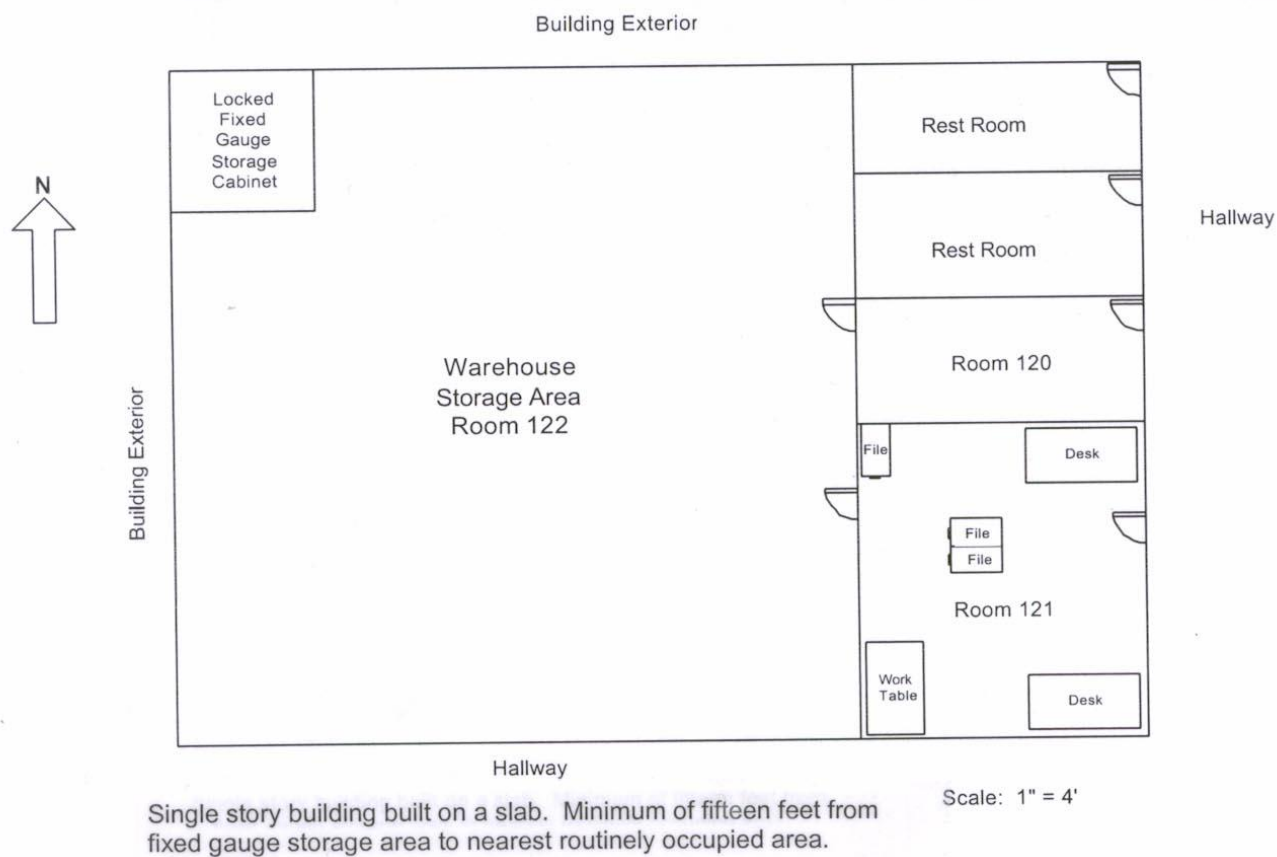 Building Exterior
Locked
Fixed
Gauge
Storage
Cabinet
Rest Room
N
Hallway
Rest Room
Warehouse
Storage Area
Room 122
Room 120
Building Exterior
File
Desk
File
File
Room 121
Work
Table
Desk
Hallway
Scale: 1" = 4'
Single story building built on a slab. Minimum of fifteen feet from
fixed gauge storage area to nearest routinely occupied area.